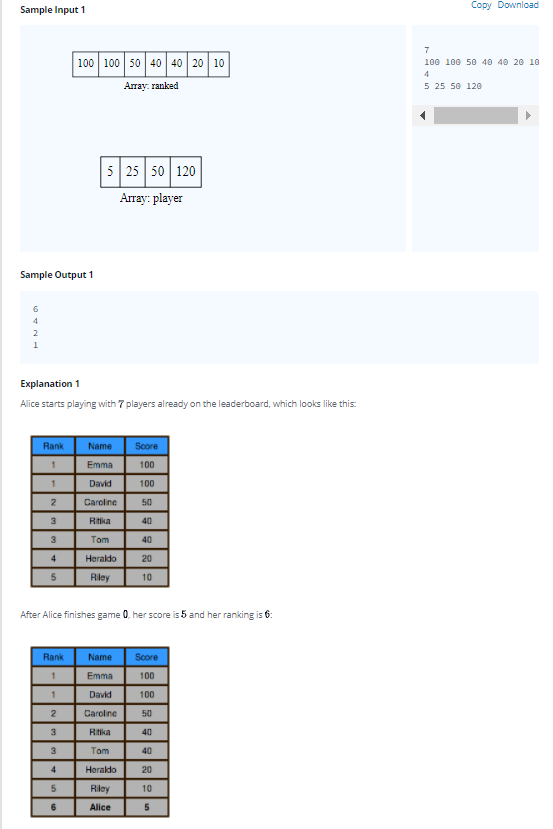 Copy Download
Sample Input 1
100 100 50 40 40 20 10
Array: ranked
5 25 50 120
Array: player
7
100 100 50 40 40 20 10
4
5 25 50 120
Sample Output 1
6
4
2
1
Explanation 1
Alice starts playing with 7 players already on the leaderboard, which looks like this:
Rank Name Score
1 Emma 100
1 David 100
2 Caroline 50
3 Ritika 40
3 Tom 40
4 Heraldo 20
5 Riley 10
After Alice finishes game 0, her score is 5 and her ranking is 6:
Rank Name Score
1 Emma 100
1 David 100
2 Caroline 50
3 Ritika 40
3 Tom 40
4 Heraldo 20
5 Riley 10
6 Alice 5